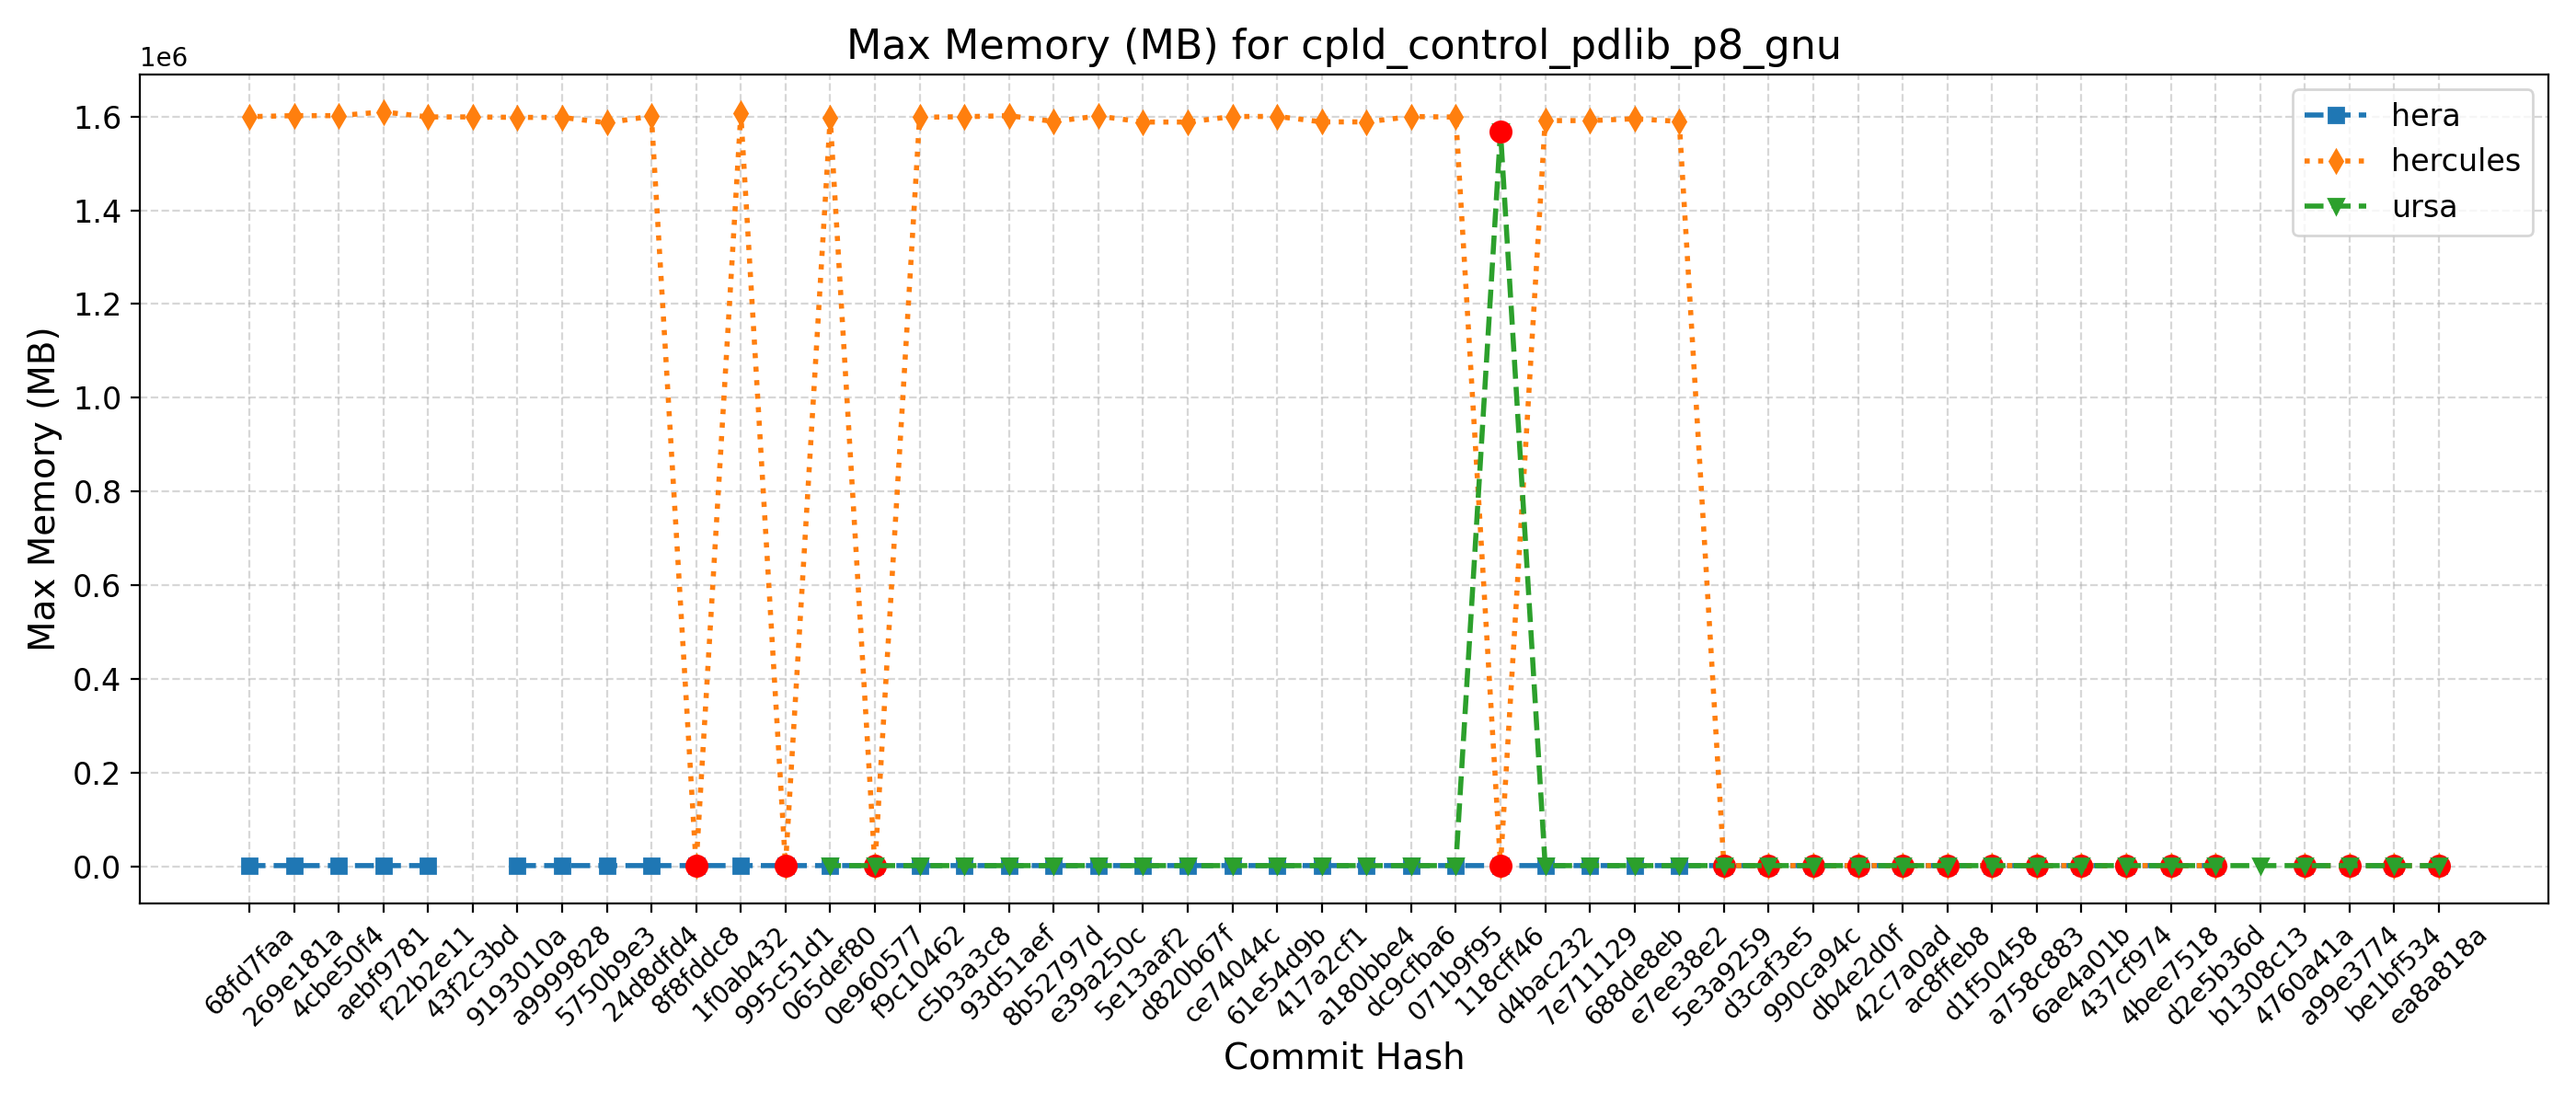 Max Memory (MB) for cpld_control_pdlib_p8_gnu
1e6
1.6
1.4
1.2
1.0
0.8
0.6
0.4
0.2
0.0
Max Memory (MB)
hera
hercules
ursa
68fd7faa
269e181a
4cbe50f4
aebf9781
f22b2e11
43f2c3bd
9193010a
a9999828
5750b9e3
24d8dfd4
8f8fddc8
1f0ab432
995c51d1
065def80
0e960577
f9c10462
c5b3a3c8
93d51aef
8b52797d
e39a250c
5e13aaf2
d820b67f
ce74044c
61e54d9b
417a2cf1
a180bbe4
dc9cfba6
071b9f95
118cff46
d4bac232
7e711129
688de8eb
e7ee38e2
5e3a9259
d3caf3e5
990ca94c
db4e2d0f
42c7a0ad
ac8ffeb8
d1f50458
a758c883
6ae4a01b
437cf974
4bee7518
d2e5b36d
b1308c13
4760a41a
a99e3774
be1bf534
ea8a818a
Commit Hash